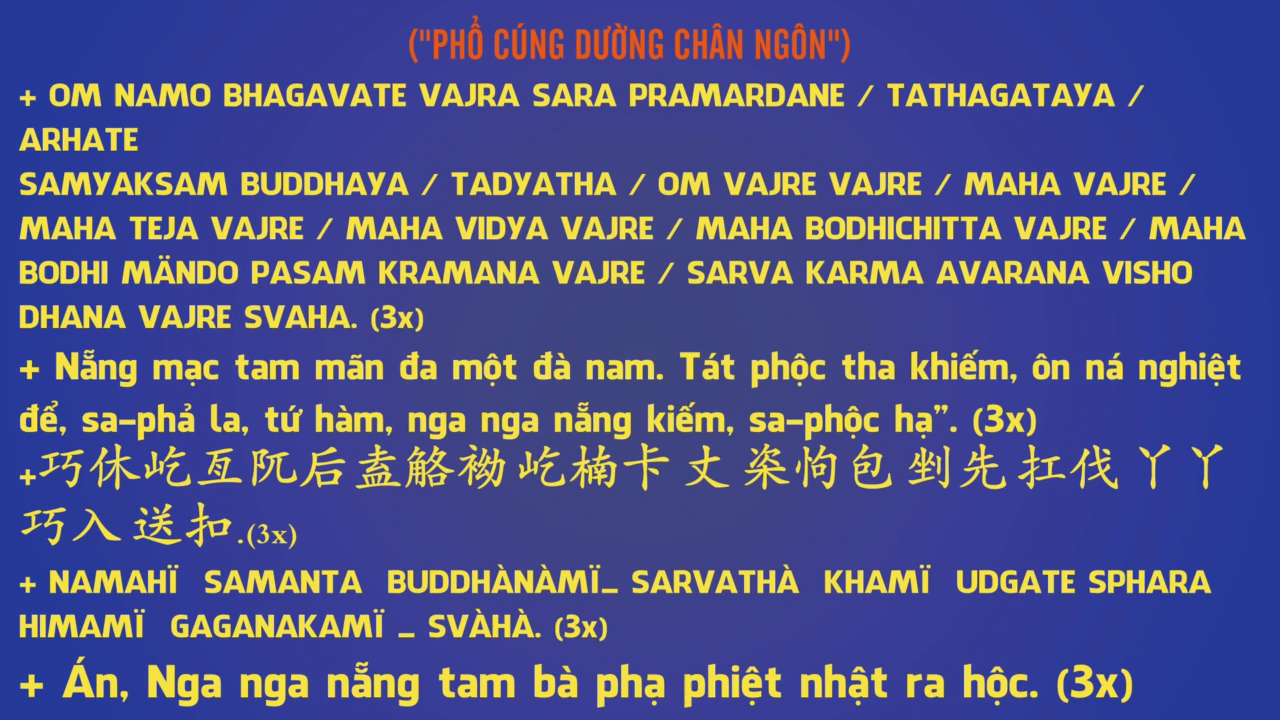 ("PHỔ CÚNG DƯỜNG CHÂN NGÔN")
+ OM NAMO BHAGAVATE VAJRA SARA PRAMARDANE / TATHAGATAYA /
ARHATE
SAMYAKSAM BUDDHAYA / TADYATHA / OM VAJRE VAJRE / MAHA VAJRE /
MAHA TEJA VAJRE / MAHA VIDYA VAJRE / MAHA BODHICHITTA VAJRE / MAHA
BODHI MÄNDO PASAM KRAMANA VAJRE / SARVA KARMA AVARANA VISHO
DHANA VAJRE SVAHA. (3x)
+ Nẵng mạc tam mãn đa một đà nam. Tát phộc tha khiếm, ôn ná nghiệt
để, sa-phả la, tứ hàm, nga nga nẵng kiếm, sa-phộc hạ”. (3x)
+巧休屹亙阢后盍觡袎屹楠卡丈粢怐包剉先扛伐丫丫
巧入送扣.(3x)
+ NAMAHÏ SAMANTA BUDDHÀNÀMÏ_ SARVATHÀ KHAMÏ UDGATE SPHARA
HIMAMÏ GAGANAKAMÏ _ SVÀHÀ. (3x)
+ Án, Nga nga nẵng tam bà phạ phiệt nhật ra hộc. (3x)